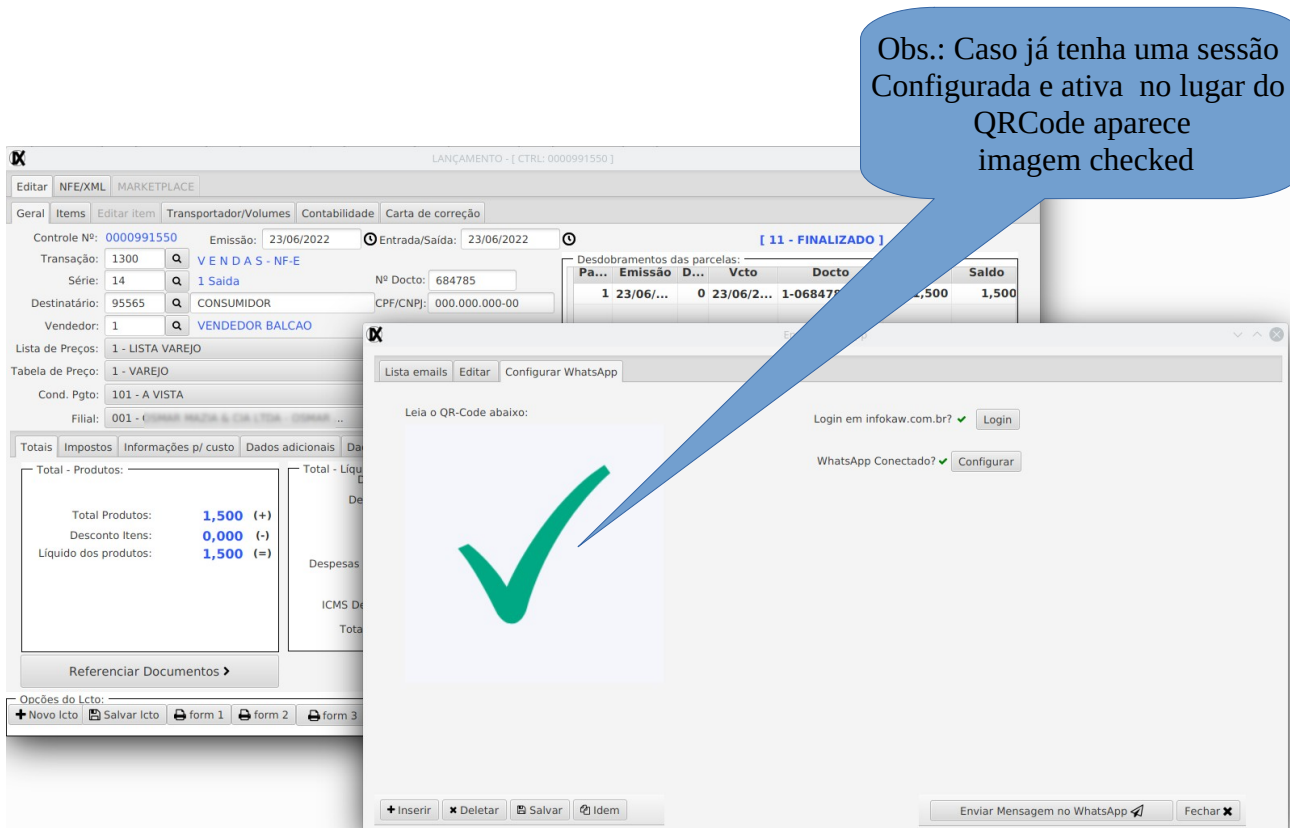 Obs.: Caso já tenha uma sessão
Configurada e ativa no lugar do
QRCode aparece
imagem checked
LANÇAMENTO - [ CTRL: 0000991550 ]
Editar NFE/XML MARKETPLACE
Geral Items Editar item Transportador/Volumes Contabilidade Carta de correção
Controle Nº: 0000991550 Emissão: 23/06/2022 Entrada/Saída: 23/06/2022 [ 11 - FINALIZADO ]
Transação: 1300 V E N D A S - NF-E
Série: 14 1 Saida Nº Docto: 684785
Destinatário: 95565 CONSUMIDOR CPF/CNPJ: 000.000.000-00
Vendedor: 1 VENDEDOR BALCAO
Lista de Preços: 1 - LISTA VAREJO
Tabela de Preço: 1 - VAREJO
Cond. Pgto: 101 - A VISTA
Filial: 001 -
Desdobramentos das parcelas:
Pa... Emissão D... Vcto Docto Saldo
1 23/06/... 0 23/06/2... 1,500 1,500
Totais Impostos Informações p/ custo Dados adicionais
Total - Produtos:
Total Produtos: 1,500 (+)
Desconto Itens: 0,000 (-)
Líquido dos produtos: 1,500 (=)
Total - Líqu
De
Despesas
ICMS De
Tota
Referenciar Documentos
Opções do Lcto:
Novo lcto Salvar lcto form 1 form 2 form 3
Lista emails Editar Configurar WhatsApp
Leia o QR-Code abaixo:
Login em infokaw.com.br? Login
WhatsApp Conectado? Configurar
Inserir Deletar Salvar Idem
Enviar Mensagem no WhatsApp Fechar